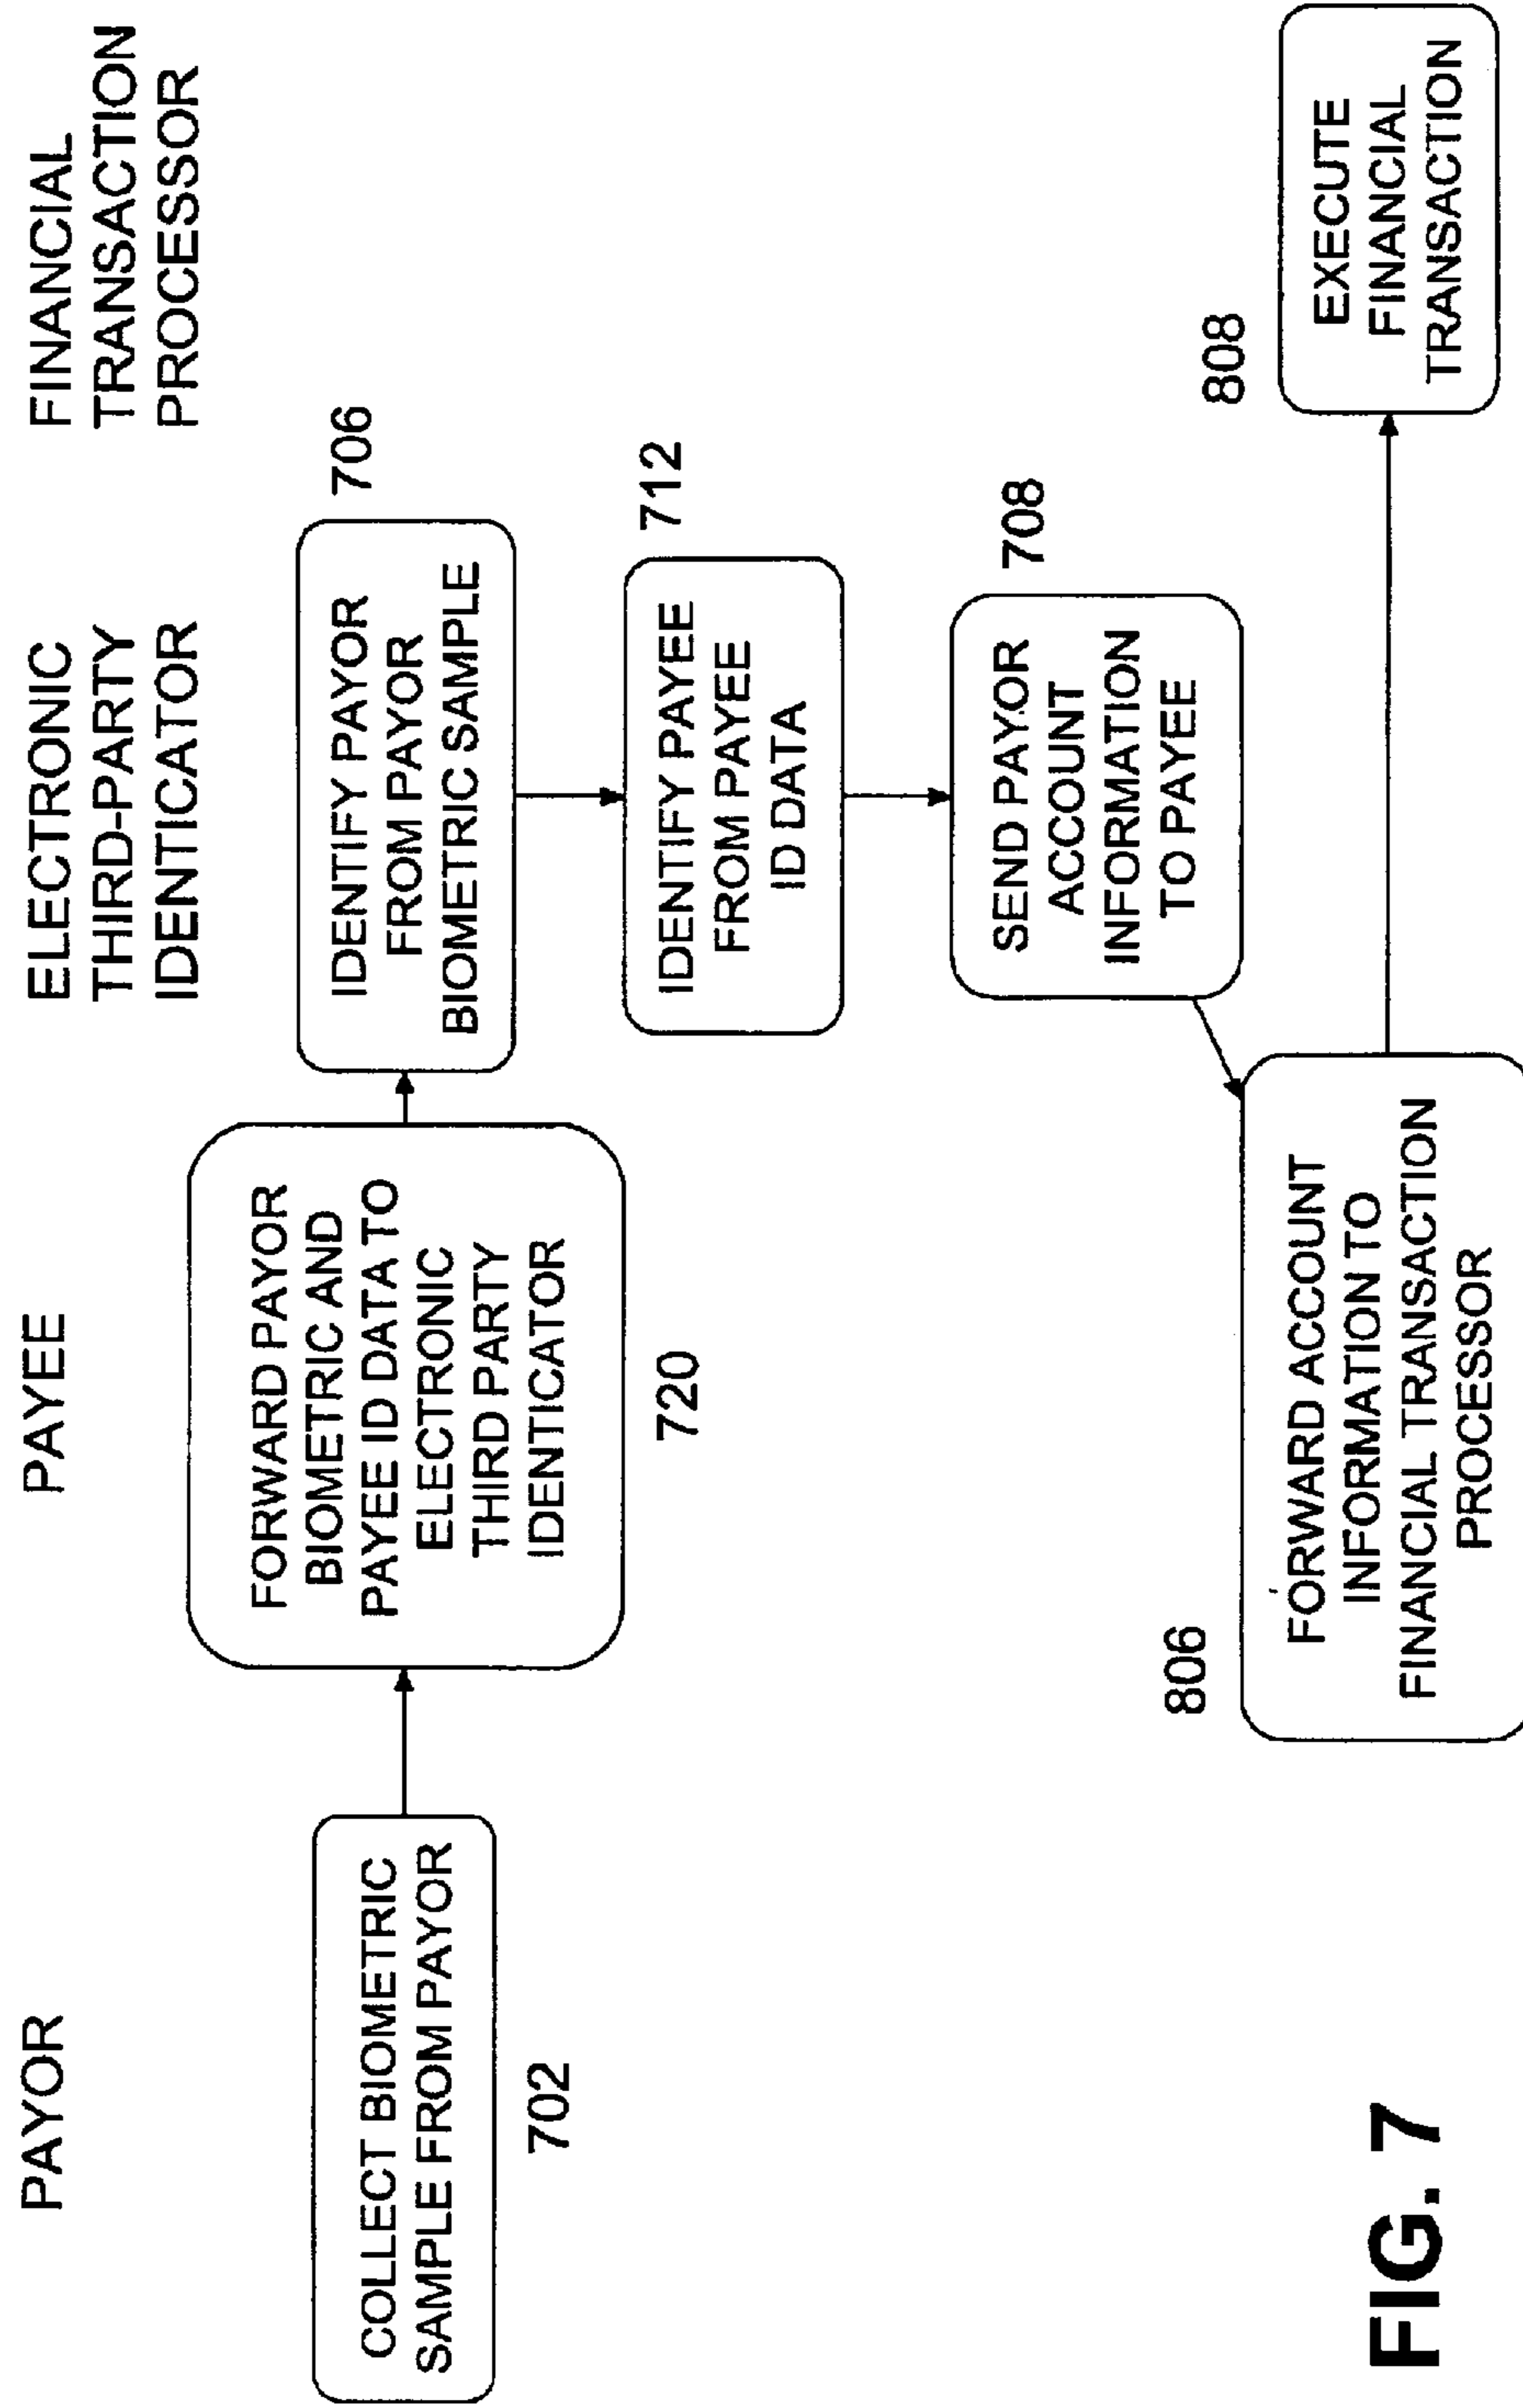 PAYOR
PAYEE
ELECTRONIC
THIRD-PARTY
IDENTICATOR
FINANCIAL
TRANSACTION
PROCESSOR
COLLECT BIOMETRIC
SAMPLE FROM PAYOR
702
FORWARD PAYOR
BIOMETRIC AND
PAYEE ID DATA TO
ELECTRONIC
THIRD PARTY
IDENTICATOR
720
IDENTIFY PAYOR
FROM PAYOR
BIOMETRIC SAMPLE
706
IDENTIFY PAYEE
FROM PAYEE
ID DATA
712
SEND PAYOR
ACCOUNT
INFORMATION
TO PAYEE
708
806
FORWARD ACCOUNT
INFORMATION TO
FINANCIAL TRANSACTION
PROCESSOR
808
EXECUTE
FINANCIAL
TRANSACTION
FIG. 7